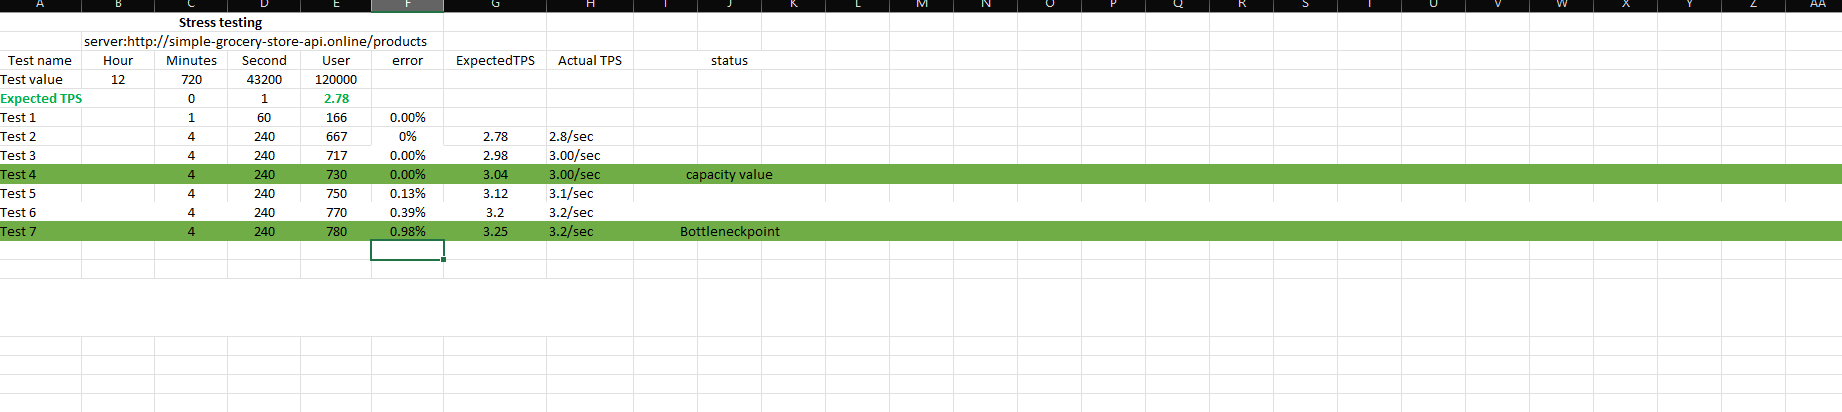 A B C D E F G H I J K L M N O P Q R S T U V W X Y Z AA
Stress testing
server:http://simple-grocery-store-api.online/products
Test name Hour Minutes Second User error ExpectedTPS Actual TPS status
Test value 12 720 43200 120000
Expected TPS 0 1 2.78
Test 1 1 60 166 0.00%
Test 2 4 240 667 0% 2.78 2.8/sec
Test 3 4 240 717 0.00% 2.98 3.00/sec
Test 4 4 240 730 0.00% 3.04 3.00/sec capacity value
Test 5 4 240 750 0.13% 3.12 3.1/sec
Test 6 4 240 770 0.39% 3.2 3.2/sec
Test 7 4 240 780 0.98% 3.25 3.2/sec Bottleneckpoint